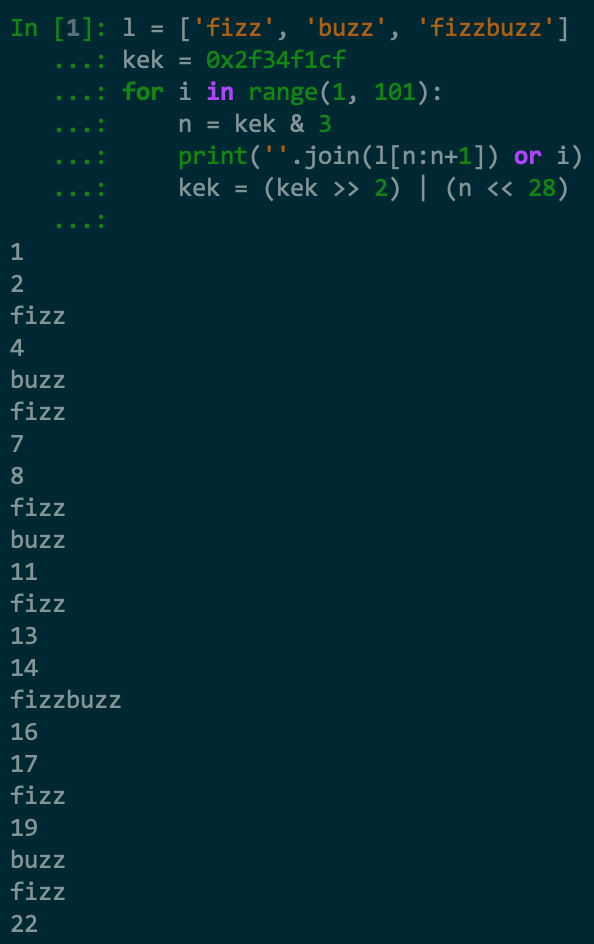 In [1]: l = ['fizz', 'buzz', 'fizzbuzz']
   ...: kek = 0x2f34f1cf
   ...: for i in range(1, 101):
   ...:     n = kek & 3
   ...:     print(''.join(l[n:n+1]) or i)
   ...:     kek = (kek >> 2) | (n << 28)
   ...:
1
2
fizz
4
buzz
fizz
7
8
fizz
buzz
11
fizz
13
14
fizzbuzz
16
17
fizz
19
buzz
fizz
22